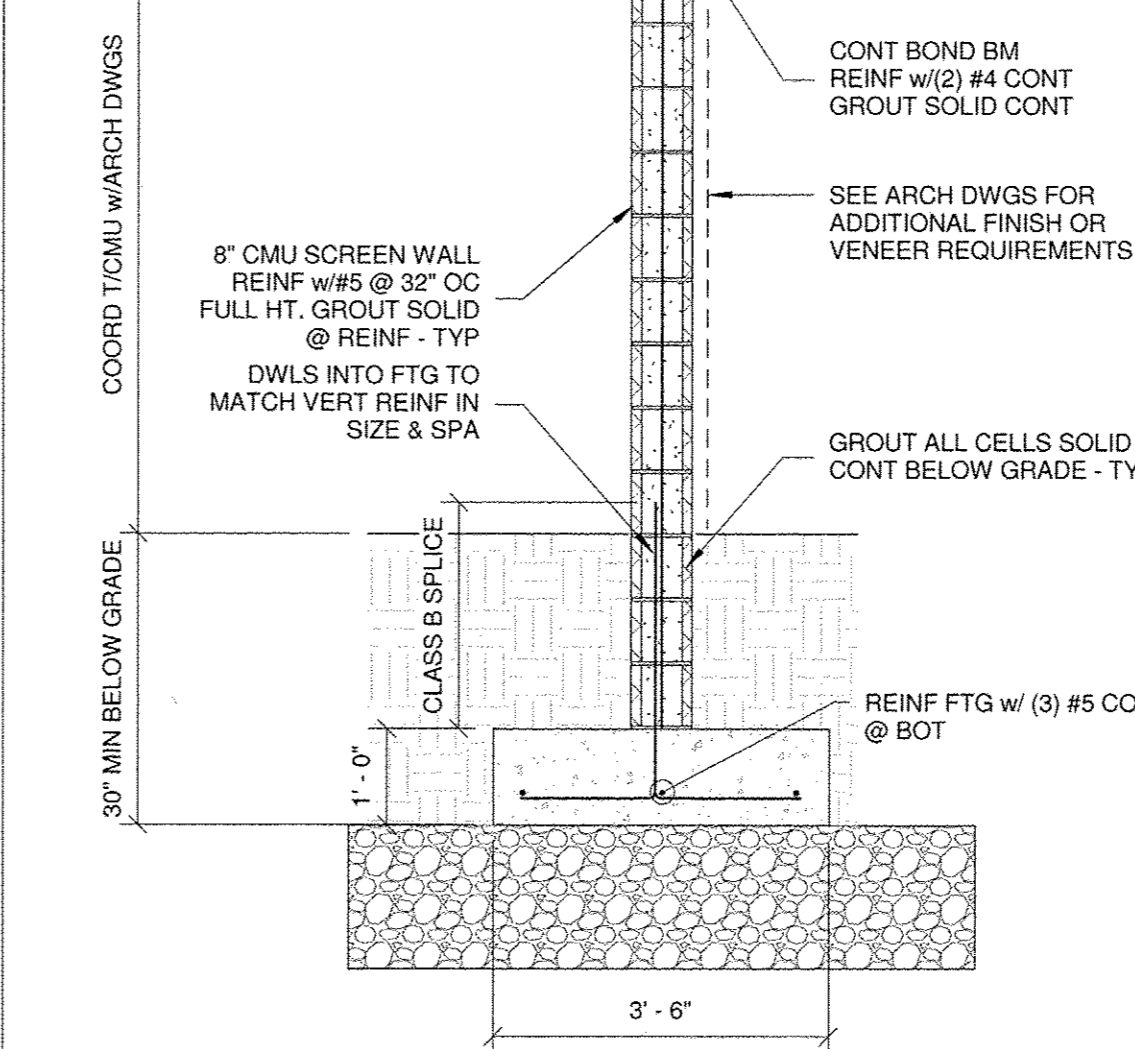 COORD T/CMU w/ARCH DWGS
CONT BOND BM
REINF w/(2) #4 CONT
GROUT SOLID CONT
SEE ARCH DWGS FOR
ADDITIONAL FINISH OR
VENEER REQUIREMENTS
8" CMU SCREEN WALL
REINF w/#5 @ 32" OC
FULL HT. GROUT SOLID
@ REINF - TYP
DWLS INTO FTG TO
MATCH VERT REINF IN
SIZE & SPA
GROUT ALL CELLS SOLID
CONT BELOW GRADE - TY
30" MIN BELOW GRADE
CLASS B SPLICE
REINF FTG w/ (3) #5 CO
@ BOT
1' - 0"
3' - 6"